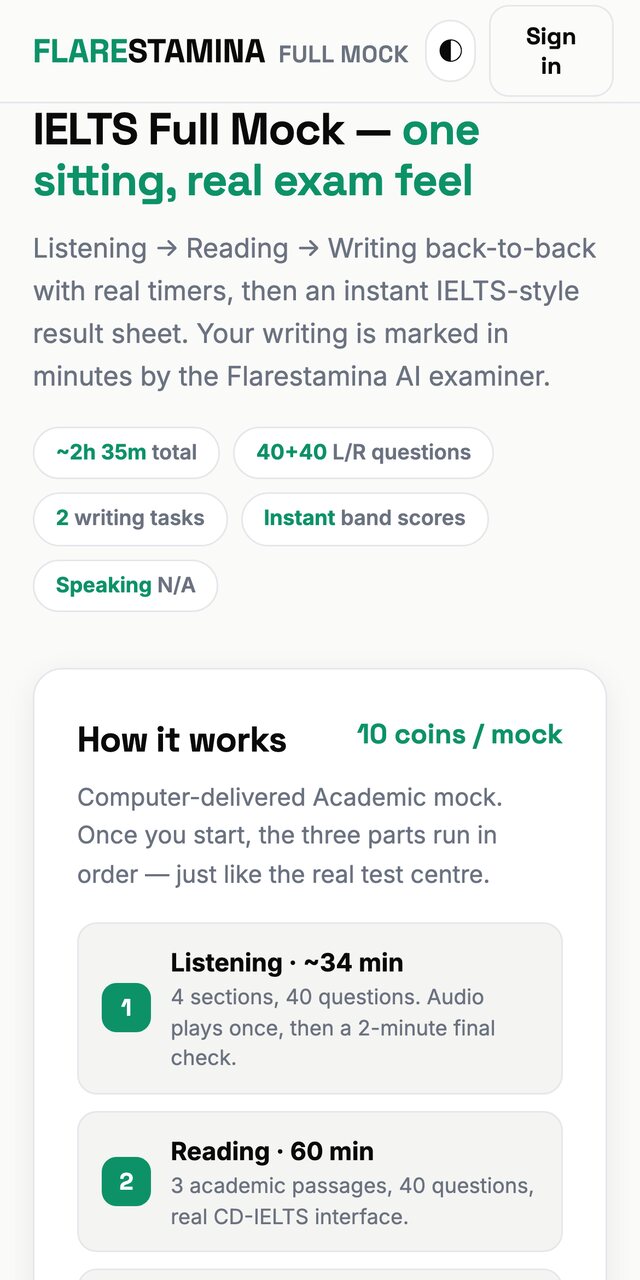 FLARESTAMINA FULL MOCK
Sign
in
IELTS Full Mock — one
sitting, real exam feel
Listening → Reading → Writing back-to-back
with real timers, then an instant IELTS-style
result sheet. Your writing is marked in
minutes by the Flarestamina AI examiner.
~2h 35m total
40+40 L/R questions
2 writing tasks
Instant band scores
Speaking N/A
How it works
10 coins / mock
Computer-delivered Academic mock.
Once you start, the three parts run in
order — just like the real test centre.
1
Listening · ~34 min
4 sections, 40 questions. Audio
plays once, then a 2-minute final
check.
2
Reading · 60 min
3 academic passages, 40 questions,
real CD-IELTS interface.